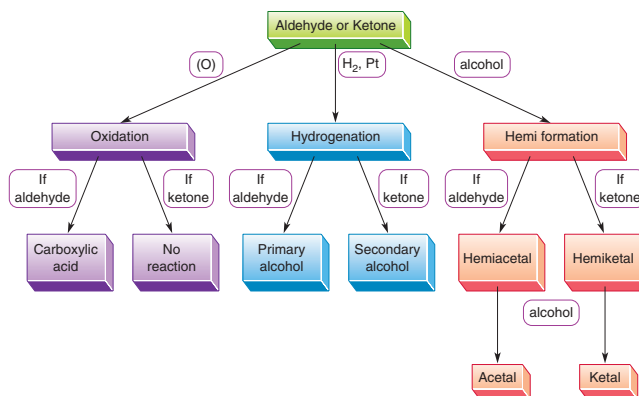 Aldehyde or Ketone
(O)
H2, Pt
alcohol
Oxidation
Hydrogenation
Hemi formation
If
aldehyde
If
ketone
If
aldehyde
If
ketone
If
aldehyde
If
ketone
Carboxylic
acid
No
reaction
Primary
alcohol
Secondary
alcohol
Hemiacetal
Hemiketal
alcohol
Acetal
Ketal